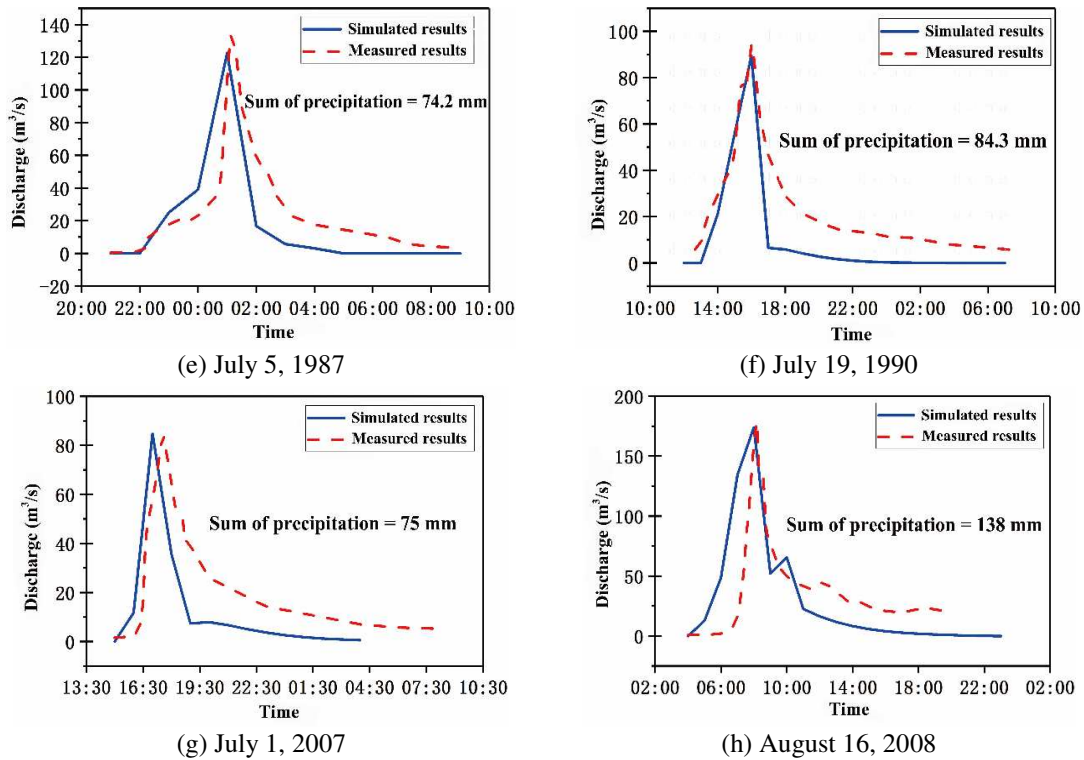 140
120
100
80
60
40
20
0
−20
Discharge (m³/s)
Simulated results
Measured results
Sum of precipitation = 74.2 mm
20:00 22:00 00:00 02:00 04:00 06:00 08:00 10:00
Time
(e) July 5, 1987
100
80
60
40
20
0
Discharge (m³/s)
Simulated results
Measured results
Sum of precipitation = 84.3 mm
10:00 14:00 18:00 22:00 02:00 06:00 10:00
Time
(f) July 19, 1990
100
80
60
40
20
0
Discharge (m³/s)
Simulated results
Measured results
Sum of precipitation = 75 mm
13:30 16:30 19:30 22:30 01:30 04:30 07:30 10:30
Time
(g) July 1, 2007
200
150
100
50
0
Discharge (m³/s)
Simulated results
Measured results
Sum of precipitation = 138 mm
02:00 06:00 10:00 14:00 18:00 22:00 02:00
Time
(h) August 16, 2008